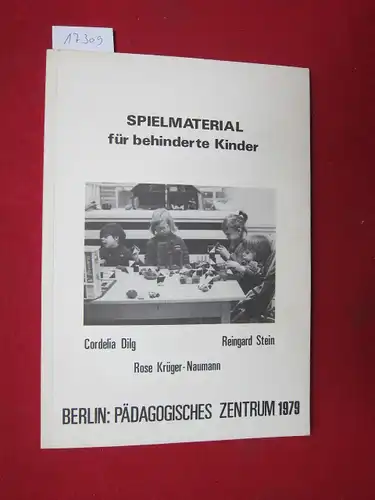 17309
SPIELMATERIAL
für behinderte Kinder
Cordelia Dilg
Reingard Stein
Rose Krüger-Naumann
BERLIN: PÄDAGOGISCHES ZENTRUM 1979